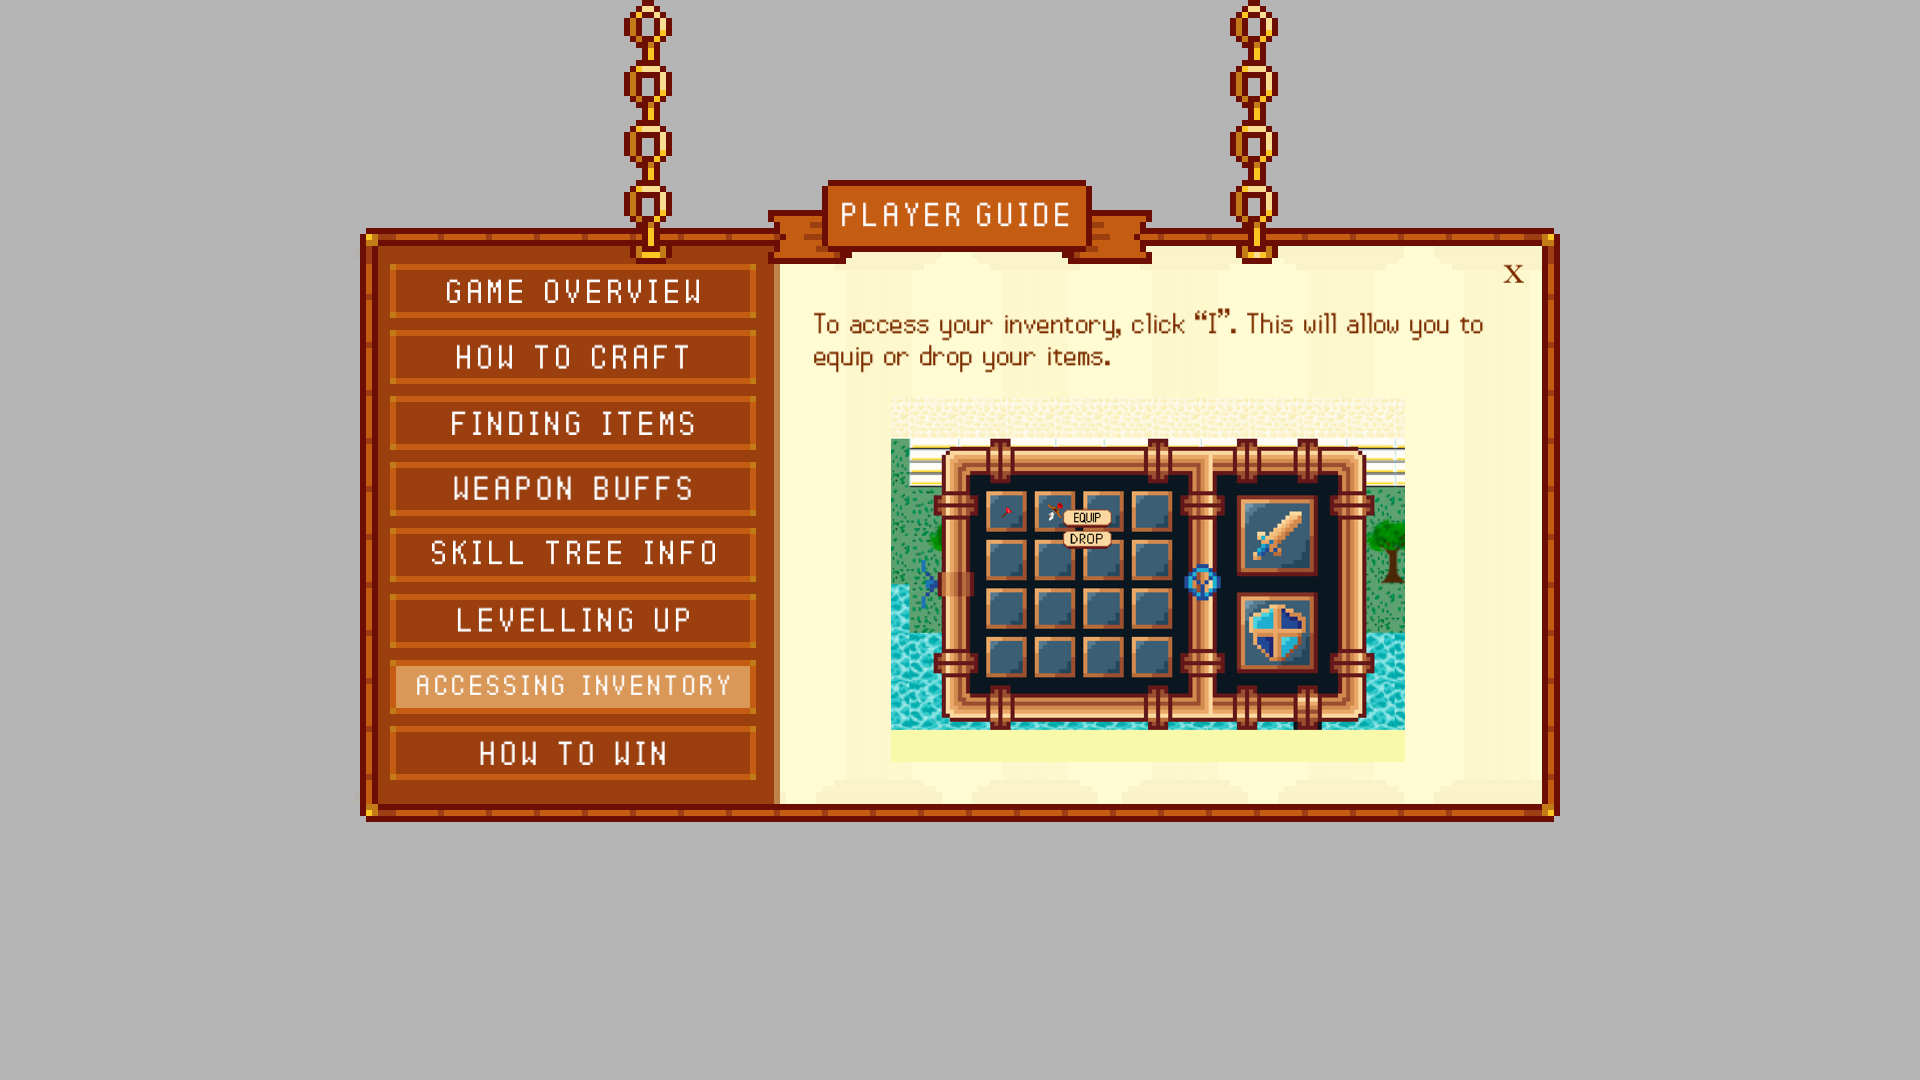 PLAYER GUIDE
GAME OVERVIEW
HOW TO CRAFT
FINDING ITEMS
WEAPON BUFFS
SKILL TREE INFO
LEVELLING UP
ACCESSING INVENTORY
HOW TO WIN
X
To access your inventory, click “I”. This will allow you to
equip or drop your items.
EQUIP
DROP